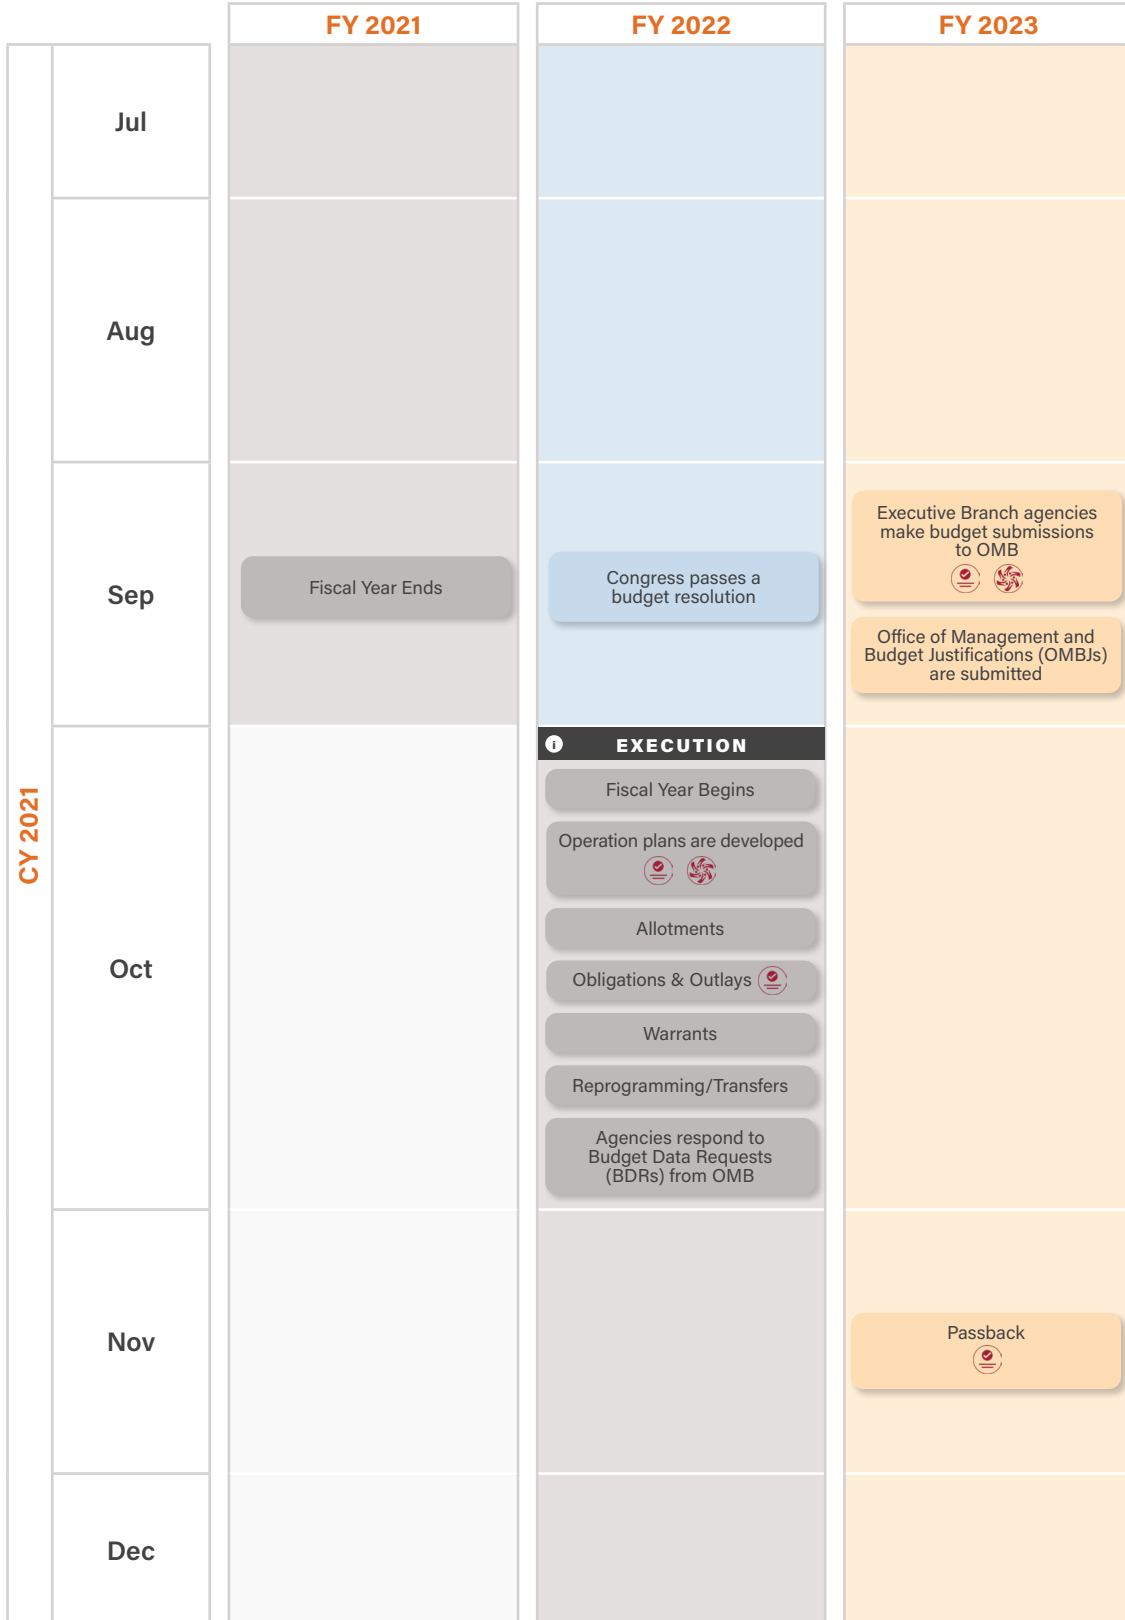 FY 2021
FY 2022
FY 2023
CY 2021
Jul
Aug
Sep
Fiscal Year Ends
Congress passes a
budget resolution
Executive Branch agencies
make budget submissions
to OMB
Office of Management and
Budget Justifications (OMBJs)
are submitted
Oct
i
EXECUTION
Fiscal Year Begins
Operation plans are developed
Allotments
Obligations & Outlays
Warrants
Reprogramming/Transfers
Agencies respond to
Budget Data Requests
(BDRs) from OMB
Nov
Passback
Dec